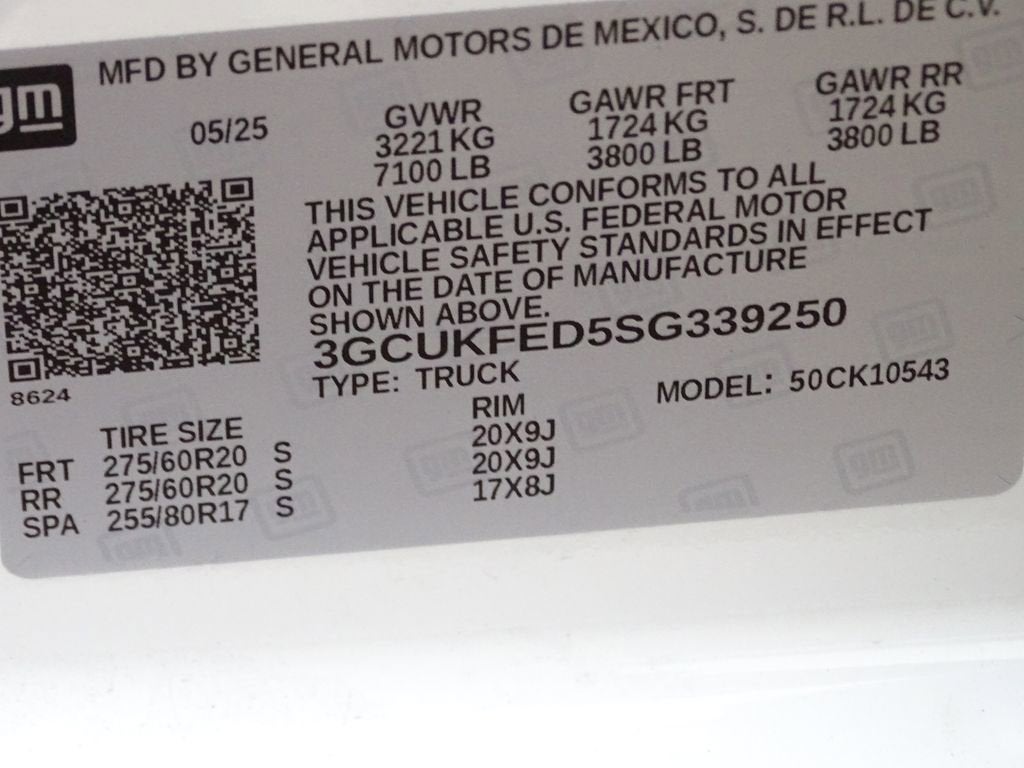 MFD BY GENERAL MOTORS DE MEXICO, S. DE R.L. DE C.V.
gm
05/25
GVWR GAWR FRT GAWR RR
3221 KG 1724 KG 1724 KG
7100 LB 3800 LB 3800 LB
THIS VEHICLE CONFORMS TO ALL
APPLICABLE U.S. FEDERAL MOTOR
VEHICLE SAFETY STANDARDS IN EFFECT
ON THE DATE OF MANUFACTURE
SHOWN ABOVE.
3GCUKFED5SG339250
TYPE: TRUCK MODEL: 50CK10543
8624
TIRE SIZE RIM
FRT 275/60R20 S 20X9J
RR 275/60R20 S 20X9J
SPA 255/80R17 S 17X8J